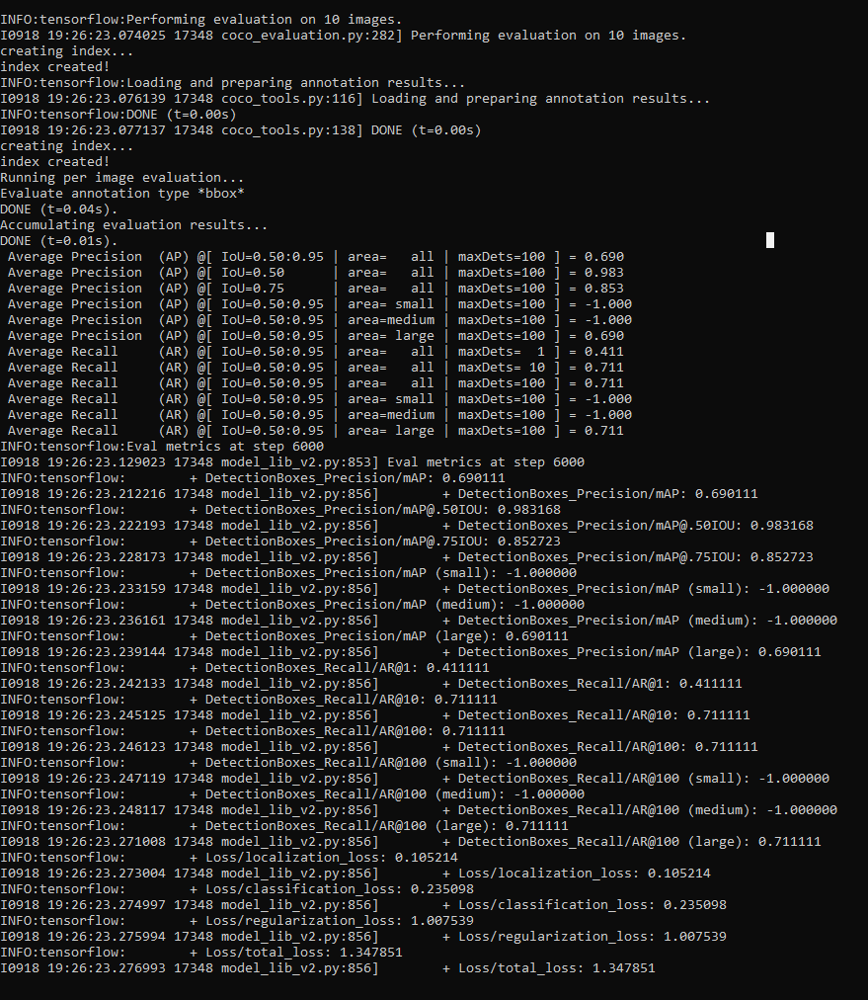 INFO:tensorflow:Performing evaluation on 10 images.
I0918 19:26:23.074025 17348 coco_evaluation.py:282] Performing evaluation on 10 images.
creating index...
index created!
INFO:tensorflow:Loading and preparing annotation results...
I0918 19:26:23.076139 17348 coco_tools.py:116] Loading and preparing annotation results...
INFO:tensorflow:DONE (t=0.00s)
I0918 19:26:23.077137 17348 coco_tools.py:138] DONE (t=0.00s)
creating index...
index created!
Running per image evaluation...
Evaluate annotation type *bbox*
DONE (t=0.04s).
Accumulating evaluation results...
DONE (t=0.01s).
 Average Precision  (AP) @[ IoU=0.50:0.95 | area=   all | maxDets=100 ] = 0.690
 Average Precision  (AP) @[ IoU=0.50      | area=   all | maxDets=100 ] = 0.983
 Average Precision  (AP) @[ IoU=0.75      | area=   all | maxDets=100 ] = 0.853
 Average Precision  (AP) @[ IoU=0.50:0.95 | area= small | maxDets=100 ] = -1.000
 Average Precision  (AP) @[ IoU=0.50:0.95 | area=medium | maxDets=100 ] = -1.000
 Average Precision  (AP) @[ IoU=0.50:0.95 | area= large | maxDets=100 ] = 0.690
 Average Recall     (AR) @[ IoU=0.50:0.95 | area=   all | maxDets=  1 ] = 0.411
 Average Recall     (AR) @[ IoU=0.50:0.95 | area=   all | maxDets= 10 ] = 0.711
 Average Recall     (AR) @[ IoU=0.50:0.95 | area=   all | maxDets=100 ] = 0.711
 Average Recall     (AR) @[ IoU=0.50:0.95 | area= small | maxDets=100 ] = -1.000
 Average Recall     (AR) @[ IoU=0.50:0.95 | area=medium | maxDets=100 ] = -1.000
 Average Recall     (AR) @[ IoU=0.50:0.95 | area= large | maxDets=100 ] = 0.711
INFO:tensorflow:Eval metrics at step 6000
I0918 19:26:23.129023 17348 model_lib_v2.py:853] Eval metrics at step 6000
INFO:tensorflow:        + DetectionBoxes_Precision/mAP: 0.690111
I0918 19:26:23.212216 17348 model_lib_v2.py:856]        + DetectionBoxes_Precision/mAP: 0.690111
INFO:tensorflow:        + DetectionBoxes_Precision/mAP@.50IOU: 0.983168
I0918 19:26:23.222193 17348 model_lib_v2.py:856]        + DetectionBoxes_Precision/mAP@.50IOU: 0.983168
INFO:tensorflow:        + DetectionBoxes_Precision/mAP@.75IOU: 0.852723
I0918 19:26:23.228173 17348 model_lib_v2.py:856]        + DetectionBoxes_Precision/mAP@.75IOU: 0.852723
INFO:tensorflow:        + DetectionBoxes_Precision/mAP (small): -1.000000
I0918 19:26:23.233159 17348 model_lib_v2.py:856]        + DetectionBoxes_Precision/mAP (small): -1.000000
INFO:tensorflow:        + DetectionBoxes_Precision/mAP (medium): -1.000000
I0918 19:26:23.236161 17348 model_lib_v2.py:856]        + DetectionBoxes_Precision/mAP (medium): -1.000000
INFO:tensorflow:        + DetectionBoxes_Precision/mAP (large): 0.690111
I0918 19:26:23.239144 17348 model_lib_v2.py:856]        + DetectionBoxes_Precision/mAP (large): 0.690111
INFO:tensorflow:        + DetectionBoxes_Recall/AR@1: 0.411111
I0918 19:26:23.242133 17348 model_lib_v2.py:856]        + DetectionBoxes_Recall/AR@1: 0.411111
INFO:tensorflow:        + DetectionBoxes_Recall/AR@10: 0.711111
I0918 19:26:23.245125 17348 model_lib_v2.py:856]        + DetectionBoxes_Recall/AR@10: 0.711111
INFO:tensorflow:        + DetectionBoxes_Recall/AR@100: 0.711111
I0918 19:26:23.246123 17348 model_lib_v2.py:856]        + DetectionBoxes_Recall/AR@100: 0.711111
INFO:tensorflow:        + DetectionBoxes_Recall/AR@100 (small): -1.000000
I0918 19:26:23.247119 17348 model_lib_v2.py:856]        + DetectionBoxes_Recall/AR@100 (small): -1.000000
INFO:tensorflow:        + DetectionBoxes_Recall/AR@100 (medium): -1.000000
I0918 19:26:23.248117 17348 model_lib_v2.py:856]        + DetectionBoxes_Recall/AR@100 (medium): -1.000000
INFO:tensorflow:        + DetectionBoxes_Recall/AR@100 (large): 0.711111
I0918 19:26:23.271008 17348 model_lib_v2.py:856]        + DetectionBoxes_Recall/AR@100 (large): 0.711111
INFO:tensorflow:        + Loss/localization_loss: 0.105214
I0918 19:26:23.273004 17348 model_lib_v2.py:856]        + Loss/localization_loss: 0.105214
INFO:tensorflow:        + Loss/classification_loss: 0.235098
I0918 19:26:23.274997 17348 model_lib_v2.py:856]        + Loss/classification_loss: 0.235098
INFO:tensorflow:        + Loss/regularization_loss: 1.007539
I0918 19:26:23.275994 17348 model_lib_v2.py:856]        + Loss/regularization_loss: 1.007539
INFO:tensorflow:        + Loss/total_loss: 1.347851
I0918 19:26:23.276993 17348 model_lib_v2.py:856]        + Loss/total_loss: 1.347851